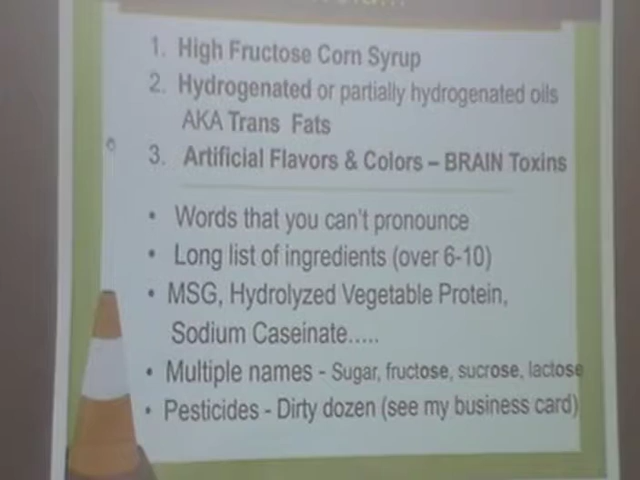 1. High Fructose Corn Syrup
2. Hydrogenated or partially hydrogenated oils
AKA Trans Fats
3. Artificial Flavors & Colors – BRAIN Toxins
• Words that you can't pronounce
• Long list of ingredients (over 6-10)
• MSG, Hydrolyzed Vegetable Protein,
Sodium Caseinate.....
• Multiple names - Sugar, fructose, sucrose, lactose
• Pesticides - Dirty dozen (see my business card)